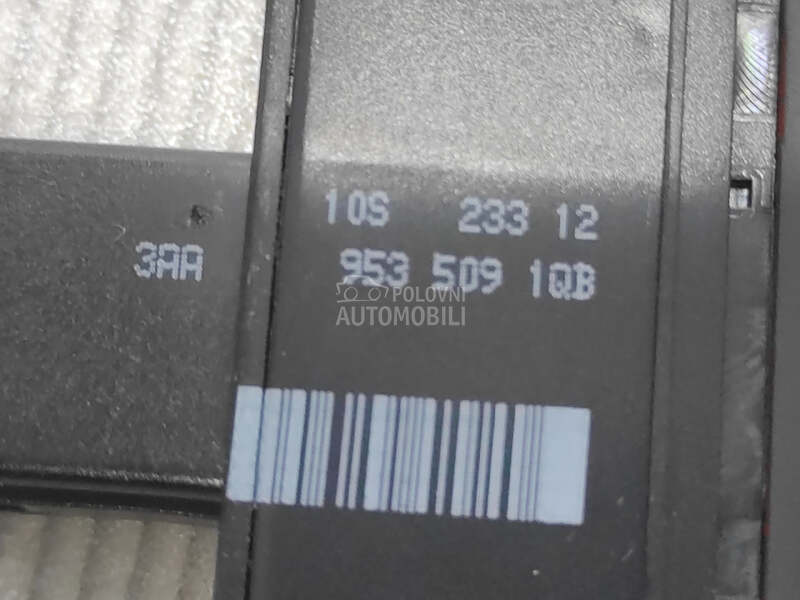 10S 233 12
3AA 953 509 1QB
POLOVNI
AUTOMOBILI